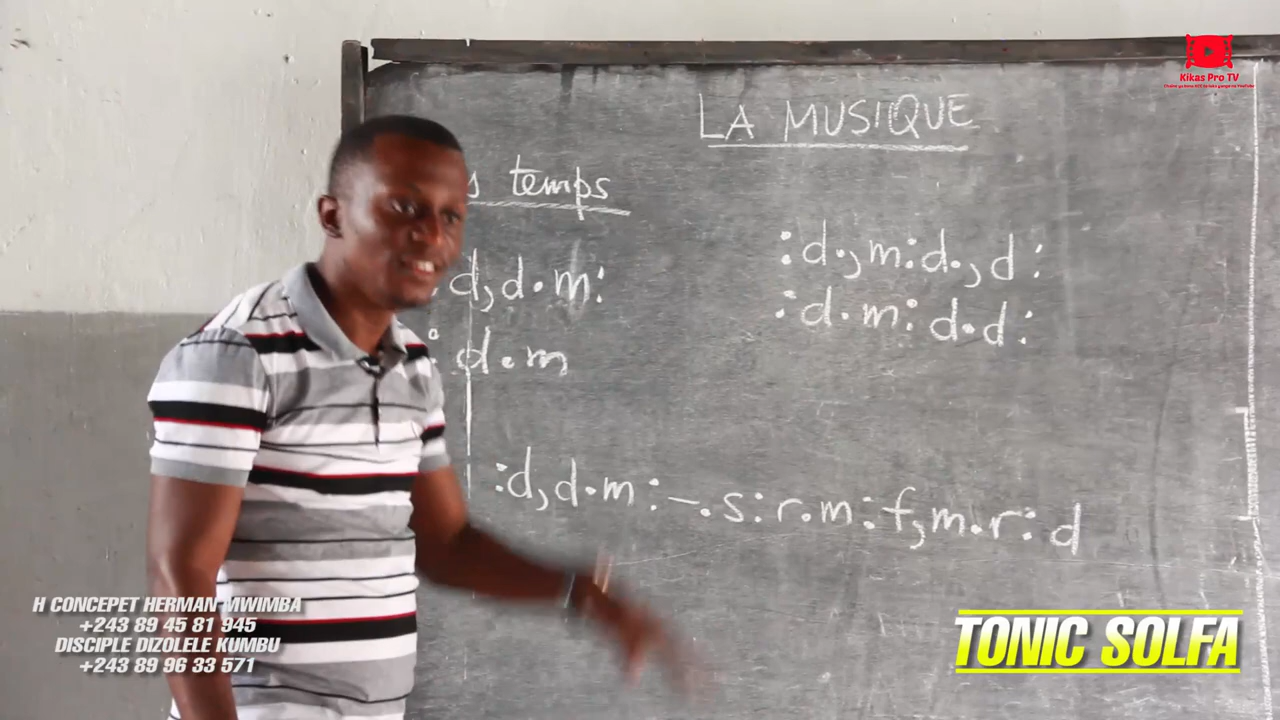 Kikas Pro TV
LA MUSIQUE
temps
d,d.m:
:d.m
:d.,m:d.,d:
:d.m:d.d:
:d,d.m:-.s:r.m:f,m.r:d
H CONCEPET HERMAN MWIMBA
+243 89 45 81 945
DISCIPLE DIZOLELE KUMBU
+243 89 96 33 571
TONIC SOLFA